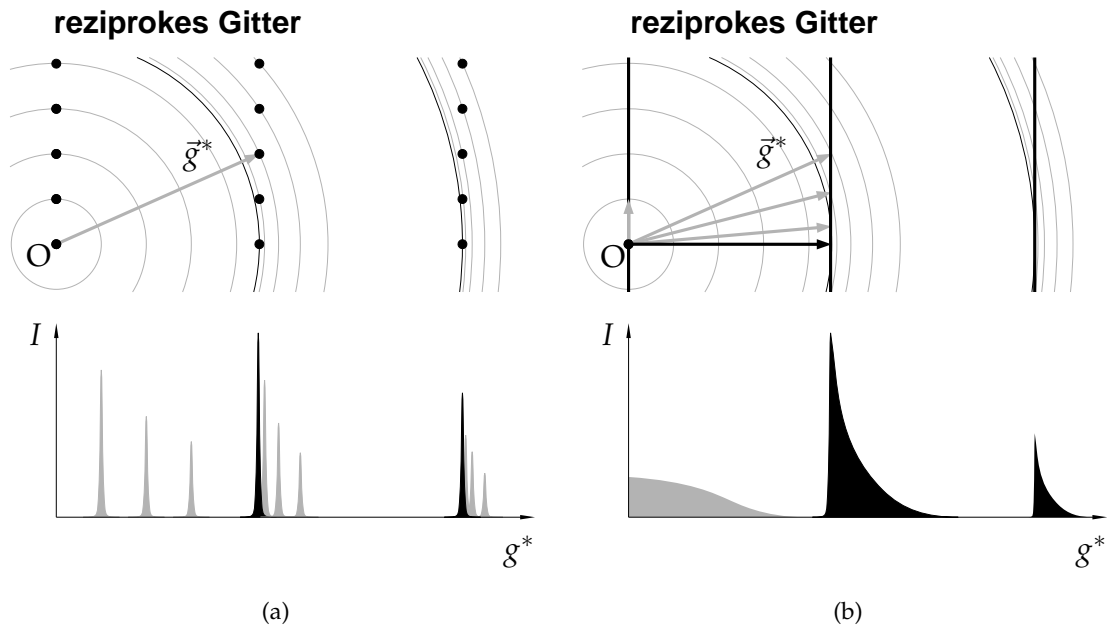 reziprokes Gitter
g⃗*
O
I
g*
(a)
reziprokes Gitter
g⃗*
O
I
g*
(b)